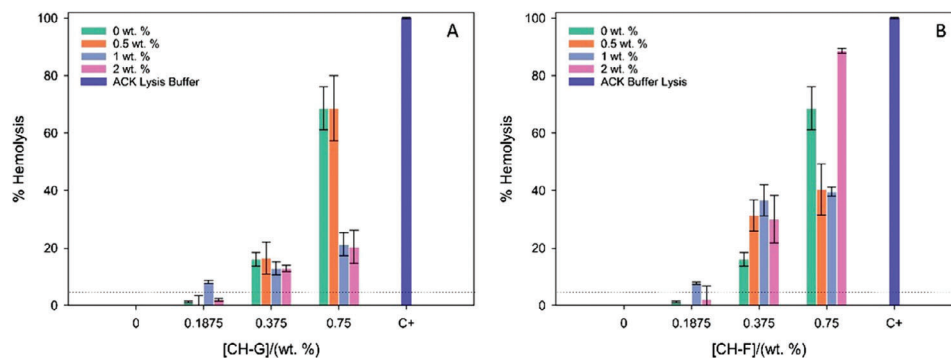 A
100
80
60
40
20
0
% Hemolysis
0 wt. %
0.5 wt. %
1 wt. %
2 wt. %
ACK Lysis Buffer
0 0.1875 0.375 0.75 C+
[CH-G]/(wt. %)
B
100
80
60
40
20
0
% Hemolysis
0 wt. %
0.5 wt. %
1 wt. %
2 wt. %
ACK Buffer Lysis
0 0.1875 0.375 0.75 C+
[CH-F]/(wt. %)